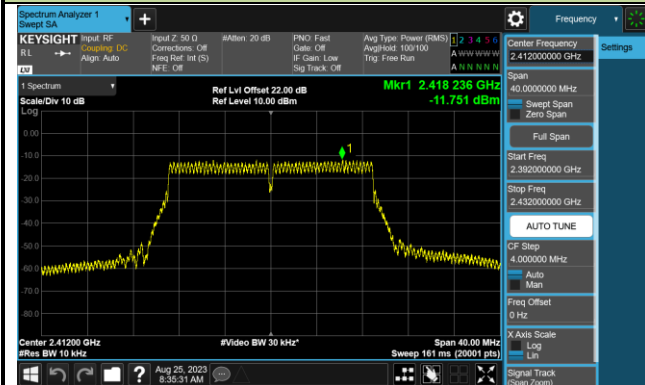 Spectrum Analyzer 1
Swept SA
+
Frequency
KEYSIGHT
Input: RF
Coupling: DC
Align: Auto
Input Z: 50 Ω
Corrections: Off
Freq Ref: Int (S)
NFE: Off
#Atten: 20 dB
PNO: Fast
Gate: Off
IF Gain: Low
Sig Track: Off
Avg Type: Power (RMS)
Avg|Hold: 100/100
Trig: Free Run
1 2 3 4 5 6
A W W W W W
A N N N N N
R L
LXI
Center Frequency
2.412000000 GHz
Settings
Span
40.0000000 MHz
Swept Span
Zero Span
Full Span
Start Freq
2.392000000 GHz
Stop Freq
2.432000000 GHz
AUTO TUNE
CF Step
4.000000 MHz
Auto
Man
Freq Offset
0 Hz
X Axis Scale
Log
Lin
Signal Track
(Span Zoom)
1 Spectrum
Scale/Div 10 dB
Log
Ref Lvl Offset 22.00 dB
Ref Level 10.00 dBm
Mkr1 2.418 236 GHz
-11.751 dBm
1
0.00
-10.0
-20.0
-30.0
-40.0
-50.0
-60.0
-70.0
-80.0
Center 2.41200 GHz
#Res BW 10 kHz
#Video BW 30 kHz*
Span 40.00 MHz
Sweep 161 ms (20001 pts)
?
Aug 25, 2023
8:35:31 AM